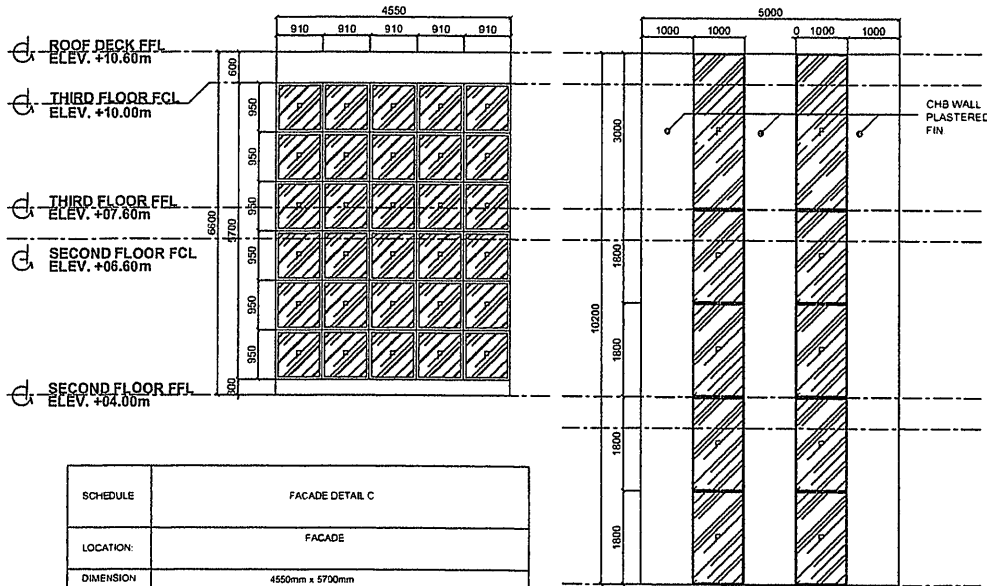 4550
910 910 910 910 910
ROOF DECK FFL
ELEV. +10.60m
THIRD FLOOR FCL
ELEV. +10.00m
THIRD FLOOR FFL
ELEV. +07.60m
SECOND FLOOR FCL
ELEV. +06.60m
SECOND FLOOR FFL
ELEV. +04.00m
600
950
950
950
950
950
950
300
6600
5700
5000
1000 1000 0 1000 1000
CHB WALL
PLASTERED
FIN
3000
1800
1800
1800
1800
10200
SCHEDULE FACADE DETAIL C
LOCATION: FACADE
DIMENSION 4550mm x 5700mm